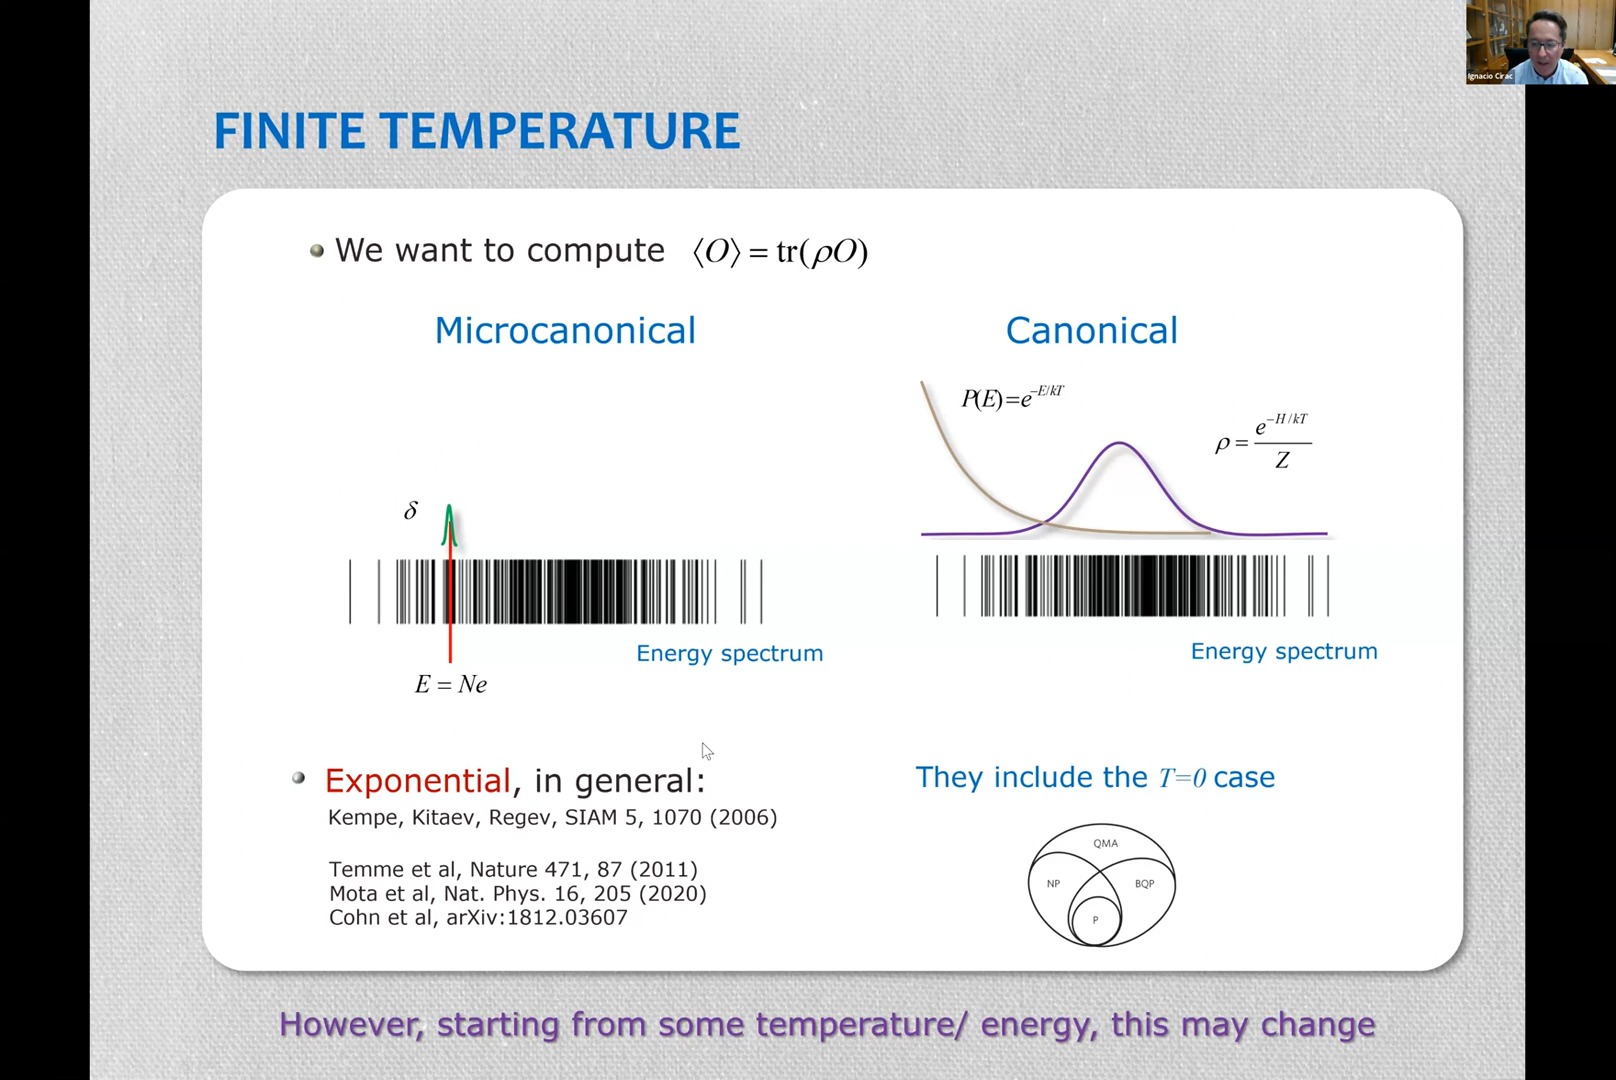 Ignacio Cirac
FINITE TEMPERATURE
We want to compute ⟨O⟩ = tr(ρO)
Microcanonical
Canonical
P(E)=e^{-E/kT}
ρ = e^{-H/kT} / Z
δ
Energy spectrum
Energy spectrum
E = Ne
Exponential, in general:
They include the T=0 case
Kempe, Kitaev, Regev, SIAM 5, 1070 (2006)
Temme et al, Nature 471, 87 (2011)
Mota et al, Nat. Phys. 16, 205 (2020)
Cohn et al, arXiv:1812.03607
QMA
NP
BQP
P
However, starting from some temperature/ energy, this may change